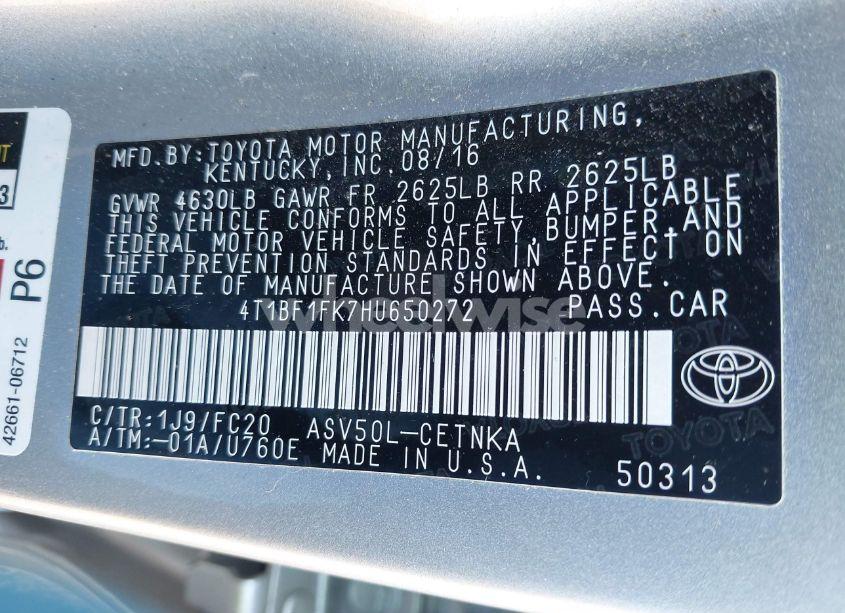 MFD. BY: TOYOTA MOTOR MANUFACTURING,
KENTUCKY, INC. 08/16
GVWR 4630LB GAWR FR 2625LB RR 2625LB
THIS VEHICLE CONFORMS TO ALL APPLICABLE
FEDERAL MOTOR VEHICLE SAFETY, BUMPER, AND
THEFT PREVENTION STANDARDS IN EFFECT ON
THE DATE OF MANUFACTURE SHOWN ABOVE.
4T1BF1FK7HU650272 PASS. CAR
wheelwise
C/TR: 1J9/FC20 ASV50L-CETNKA
A/TM: -01A/U760E MADE IN U.S.A.
50313
TOYOTA
P6
42661-06712
3